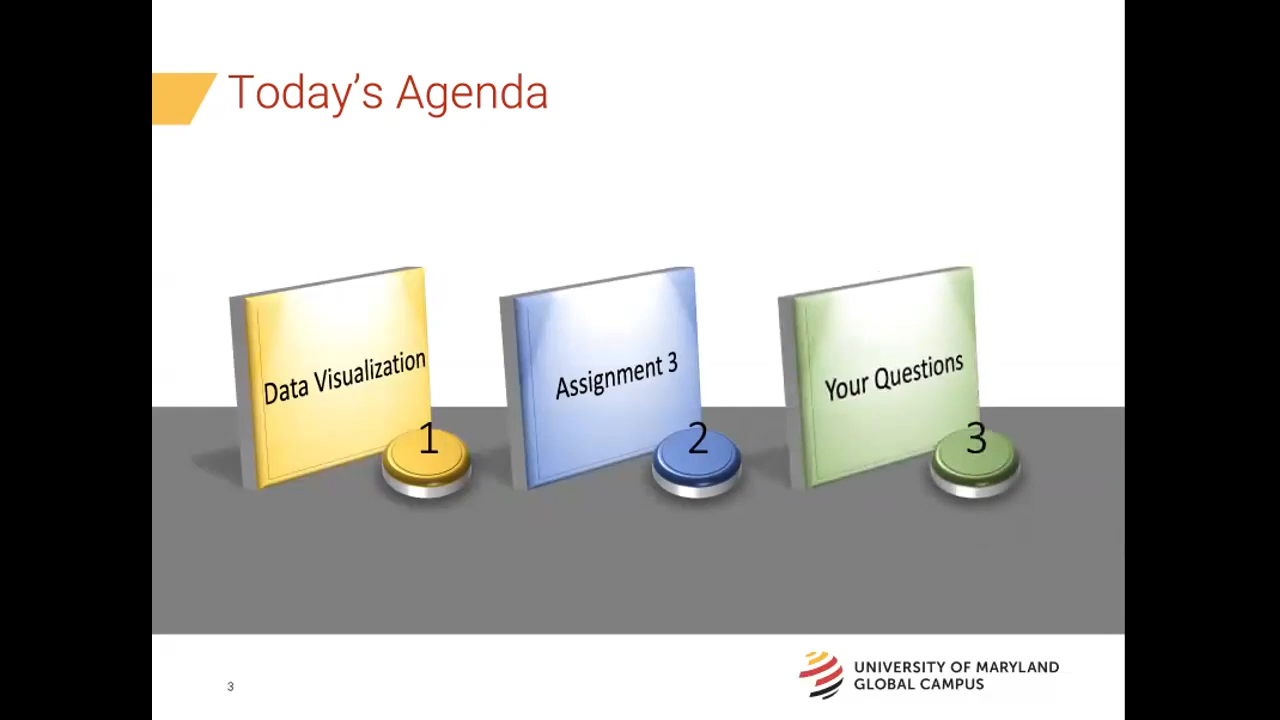 Today’s Agenda
Data Visualization
1
Assignment 3
2
Your Questions
3
3
UNIVERSITY OF MARYLAND
GLOBAL CAMPUS